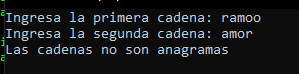 Ingresa la primera cadena: ramoo
Ingresa la segunda cadena: amor
Las cadenas no son anagramas